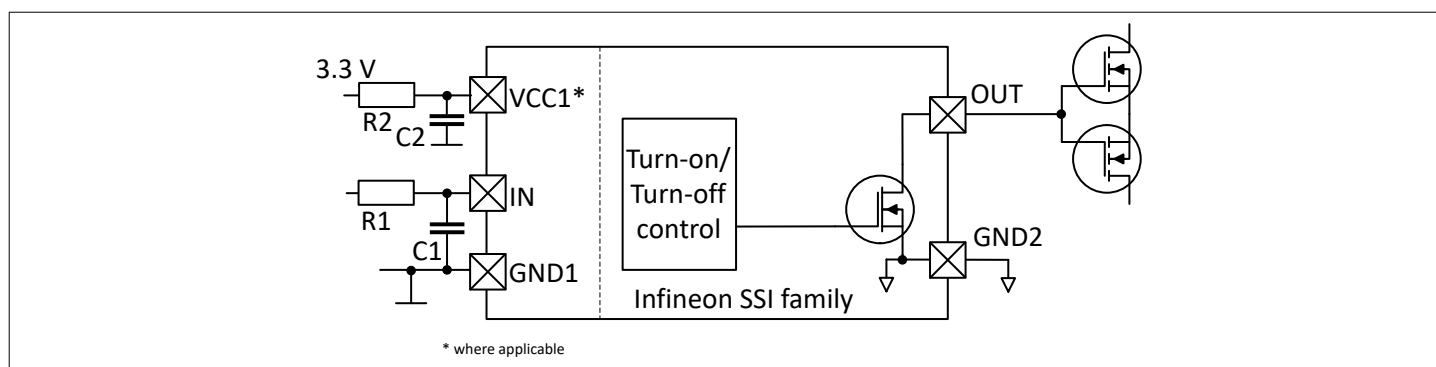 3.3 V
VCC1*
R2
C2
IN
R1
C1
GND1
Turn-on/
Turn-off
control
OUT
GND2
Infineon SSI family
* where applicable